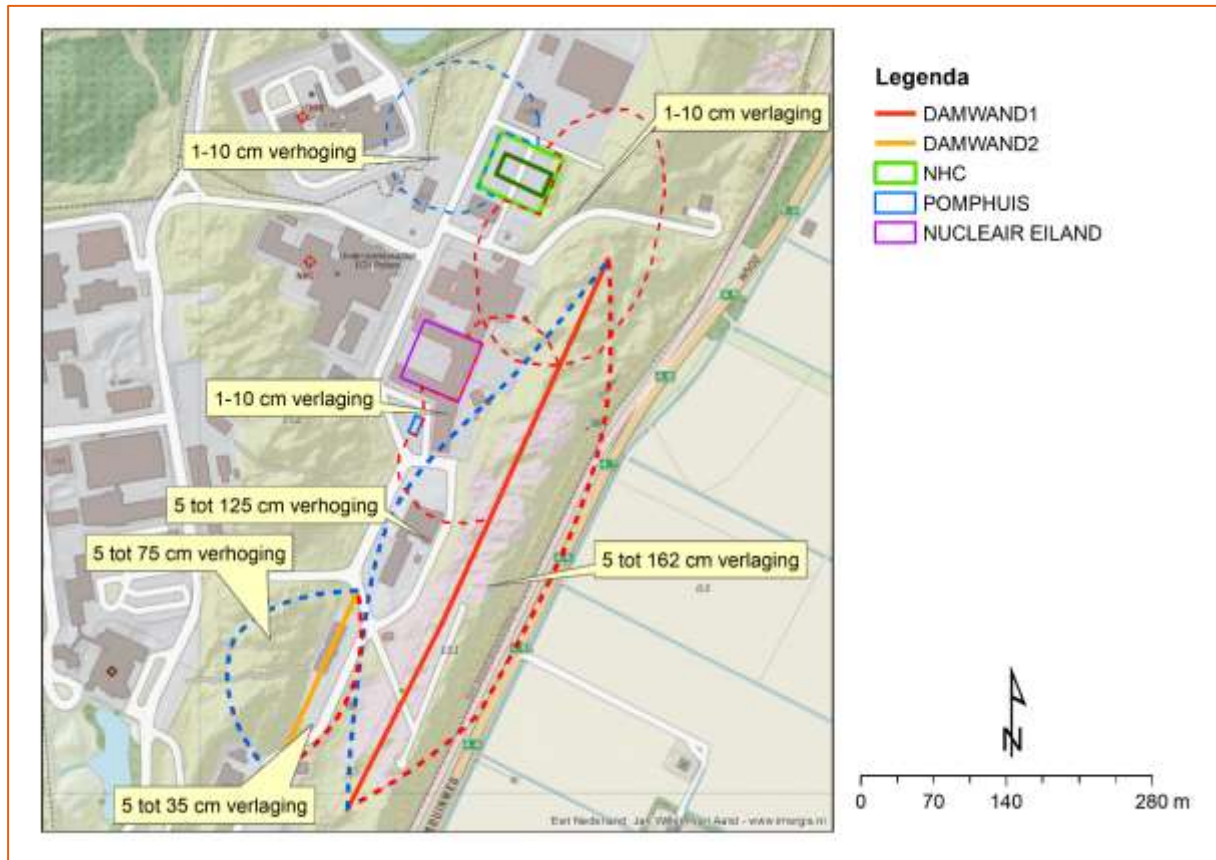 1-10 cm verlaging
1-10 cm verhoging
NHC
1-10 cm verlaging
5 tot 125 cm verhoging
5 tot 75 cm verhoging
5 tot 162 cm verlaging
5 tot 35 cm verlaging
Legenda
DAMWAND1
DAMWAND2
NHC
POMPHUIS
NUCLEAIR EILAND
N
0 70 140 280 m